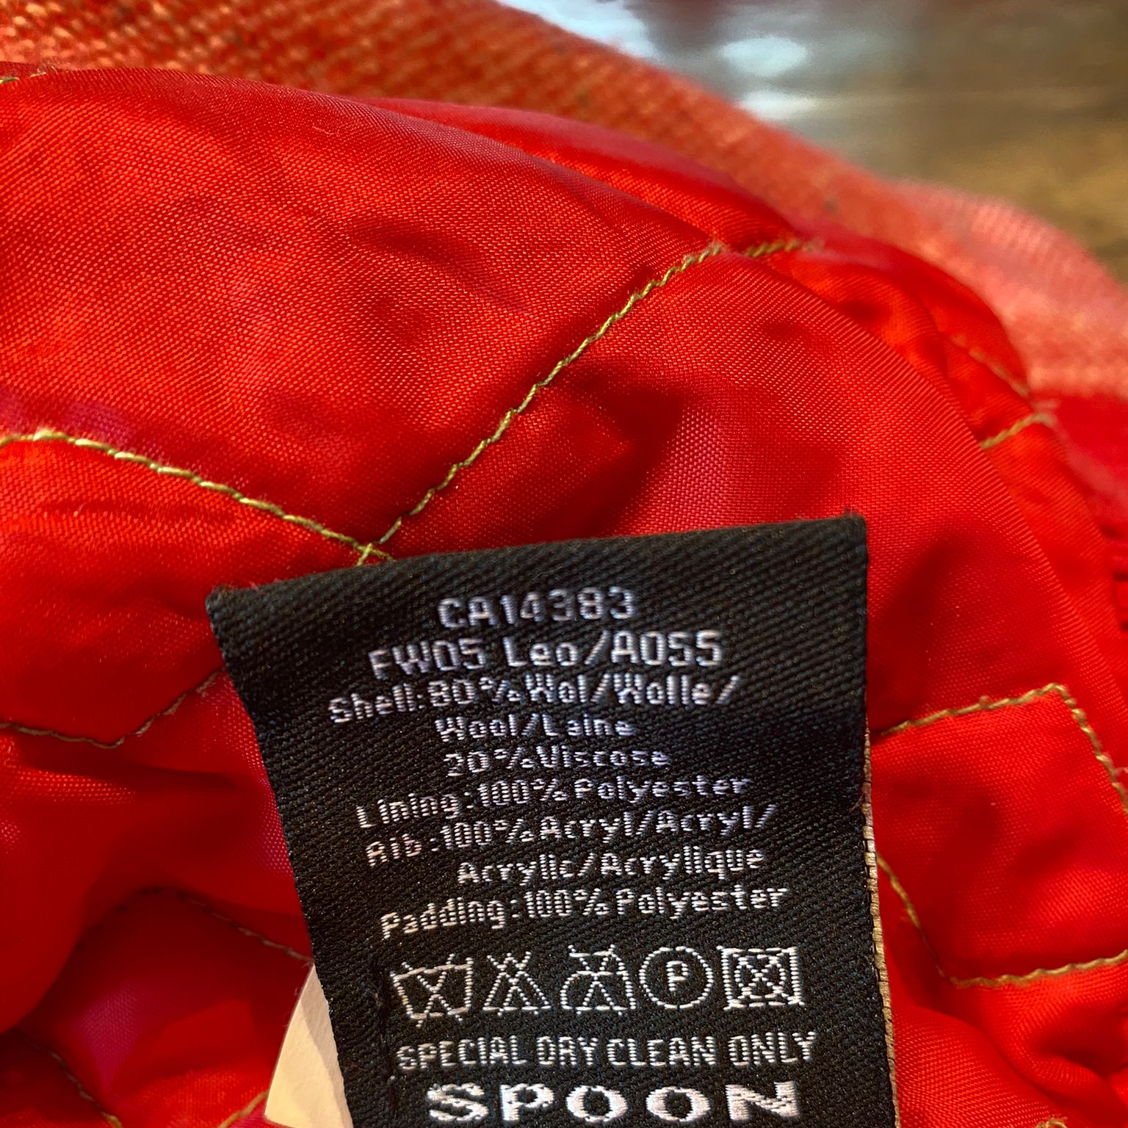 CA14383
FW05 Leo/A055
Shell:80%Wol/Wolle/
Wool/Laine
20%Viscose
Lining:100%Polyester
Rib:100%Acryl/Acryl/
Acrylic/Acrylique
Padding:100%Polyester
P
SPECIAL DRY CLEAN ONLY
SPOON